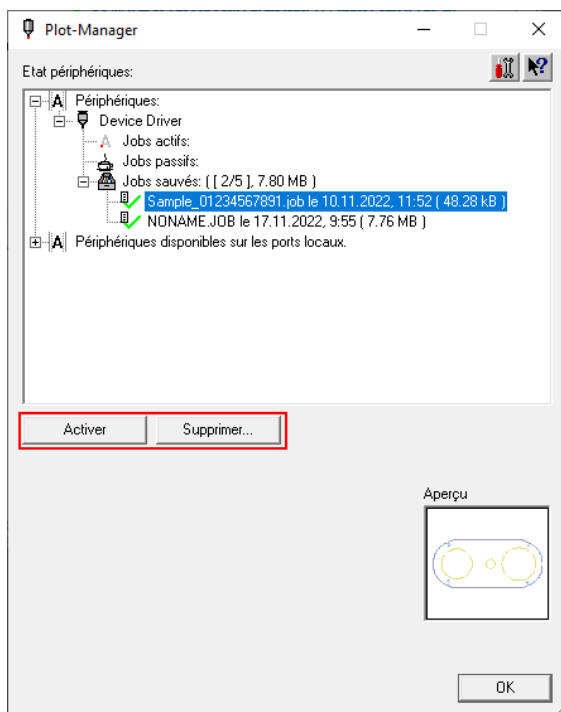 Plot-Manager
Etat périphériques:
Périphériques:
Device Driver
Jobs actifs:
Jobs passifs:
Jobs sauvés: ( [ 2/5 ], 7.80 MB )
Sample_01234567891.job le 10.11.2022, 11:52 ( 48.28 kB )
NONAME.JOB le 17.11.2022, 9:55 ( 7.76 MB )
Périphériques disponibles sur les ports locaux.
Activer
Supprimer...
Aperçu
OK